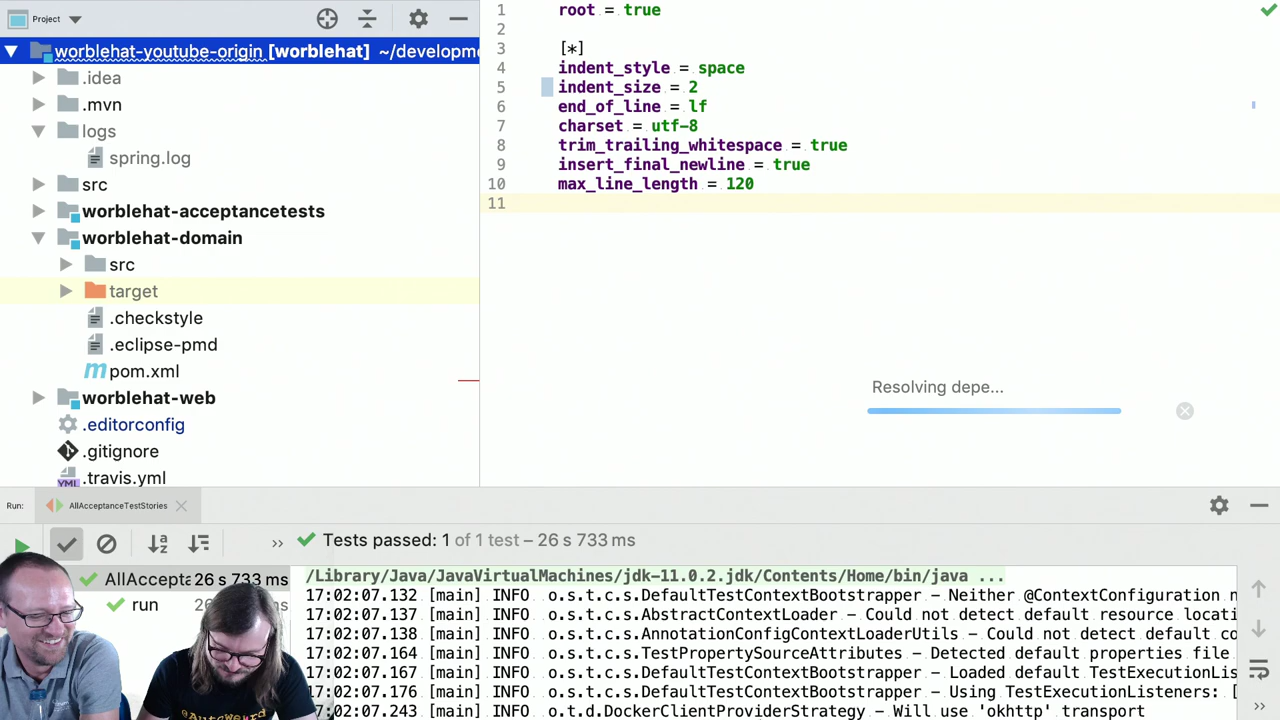 Project
worblehat-youtube-origin [worblehat] ~/developme
.idea
.mvn
logs
spring.log
src
worblehat-acceptancetests
worblehat-domain
src
target
.checkstyle
.eclipse-pmd
m pom.xml
worblehat-web
.editorconfig
.gitignore
YML .travis.yml
1 root = true
2
3 [*]
4 indent_style = space
5 indent_size = 2
6 end_of_line = lf
7 charset = utf-8
8 trim_trailing_whitespace = true
9 insert_final_newline = true
10 max_line_length = 120
11
Resolving depe...
Run: AllAcceptanceTestStories
Tests passed: 1 of 1 test – 26 s 733 ms
AllAccepta 26 s 733 ms
run 26 ms
/Library/Java/JavaVirtualMachines/jdk-11.0.2.jdk/Contents/Home/bin/java ...
17:02:07.132 [main] INFO o.s.t.c.s.DefaultTestContextBootstrapper - Neither @ContextConfiguration n
17:02:07.137 [main] INFO o.s.t.c.s.AbstractContextLoader - Could not detect default resource locati
17:02:07.138 [main] INFO o.s.t.c.s.AnnotationConfigContextLoaderUtils - Could not detect default co
17:02:07.164 [main] INFO o.s.t.c.s.TestPropertySourceAttributes - Detected default properties file
17:02:07.167 [main] INFO o.s.t.c.s.DefaultTestContextBootstrapper - Loaded default TestExecutionLis
17:02:07.176 [main] INFO o.s.t.c.s.DefaultTestContextBootstrapper - Using TestExecutionListeners: [
17:02:07.243 [main] INFO o.t.d.DockerClientProviderStrategy - Will use 'okhttp' transport